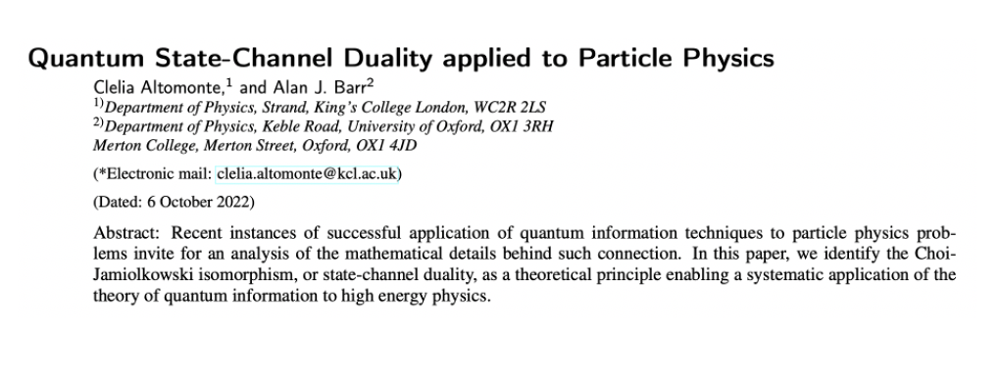 Quantum State-Channel Duality applied to Particle Physics
Clelia Altomonte,1 and Alan J. Barr2
1)Department of Physics, Strand, King's College London, WC2R 2LS
2)Department of Physics, Keble Road, University of Oxford, OX1 3RH
Merton College, Merton Street, Oxford, OX1 4JD
(*Electronic mail: clelia.altomonte@kcl.ac.uk)
(Dated: 6 October 2022)
Abstract: Recent instances of successful application of quantum information techniques to particle physics prob-
lems invite for an analysis of the mathematical details behind such connection. In this paper, we identify the Choi-
Jamiolkowski isomorphism, or state-channel duality, as a theoretical principle enabling a systematic application of the
theory of quantum information to high energy physics.